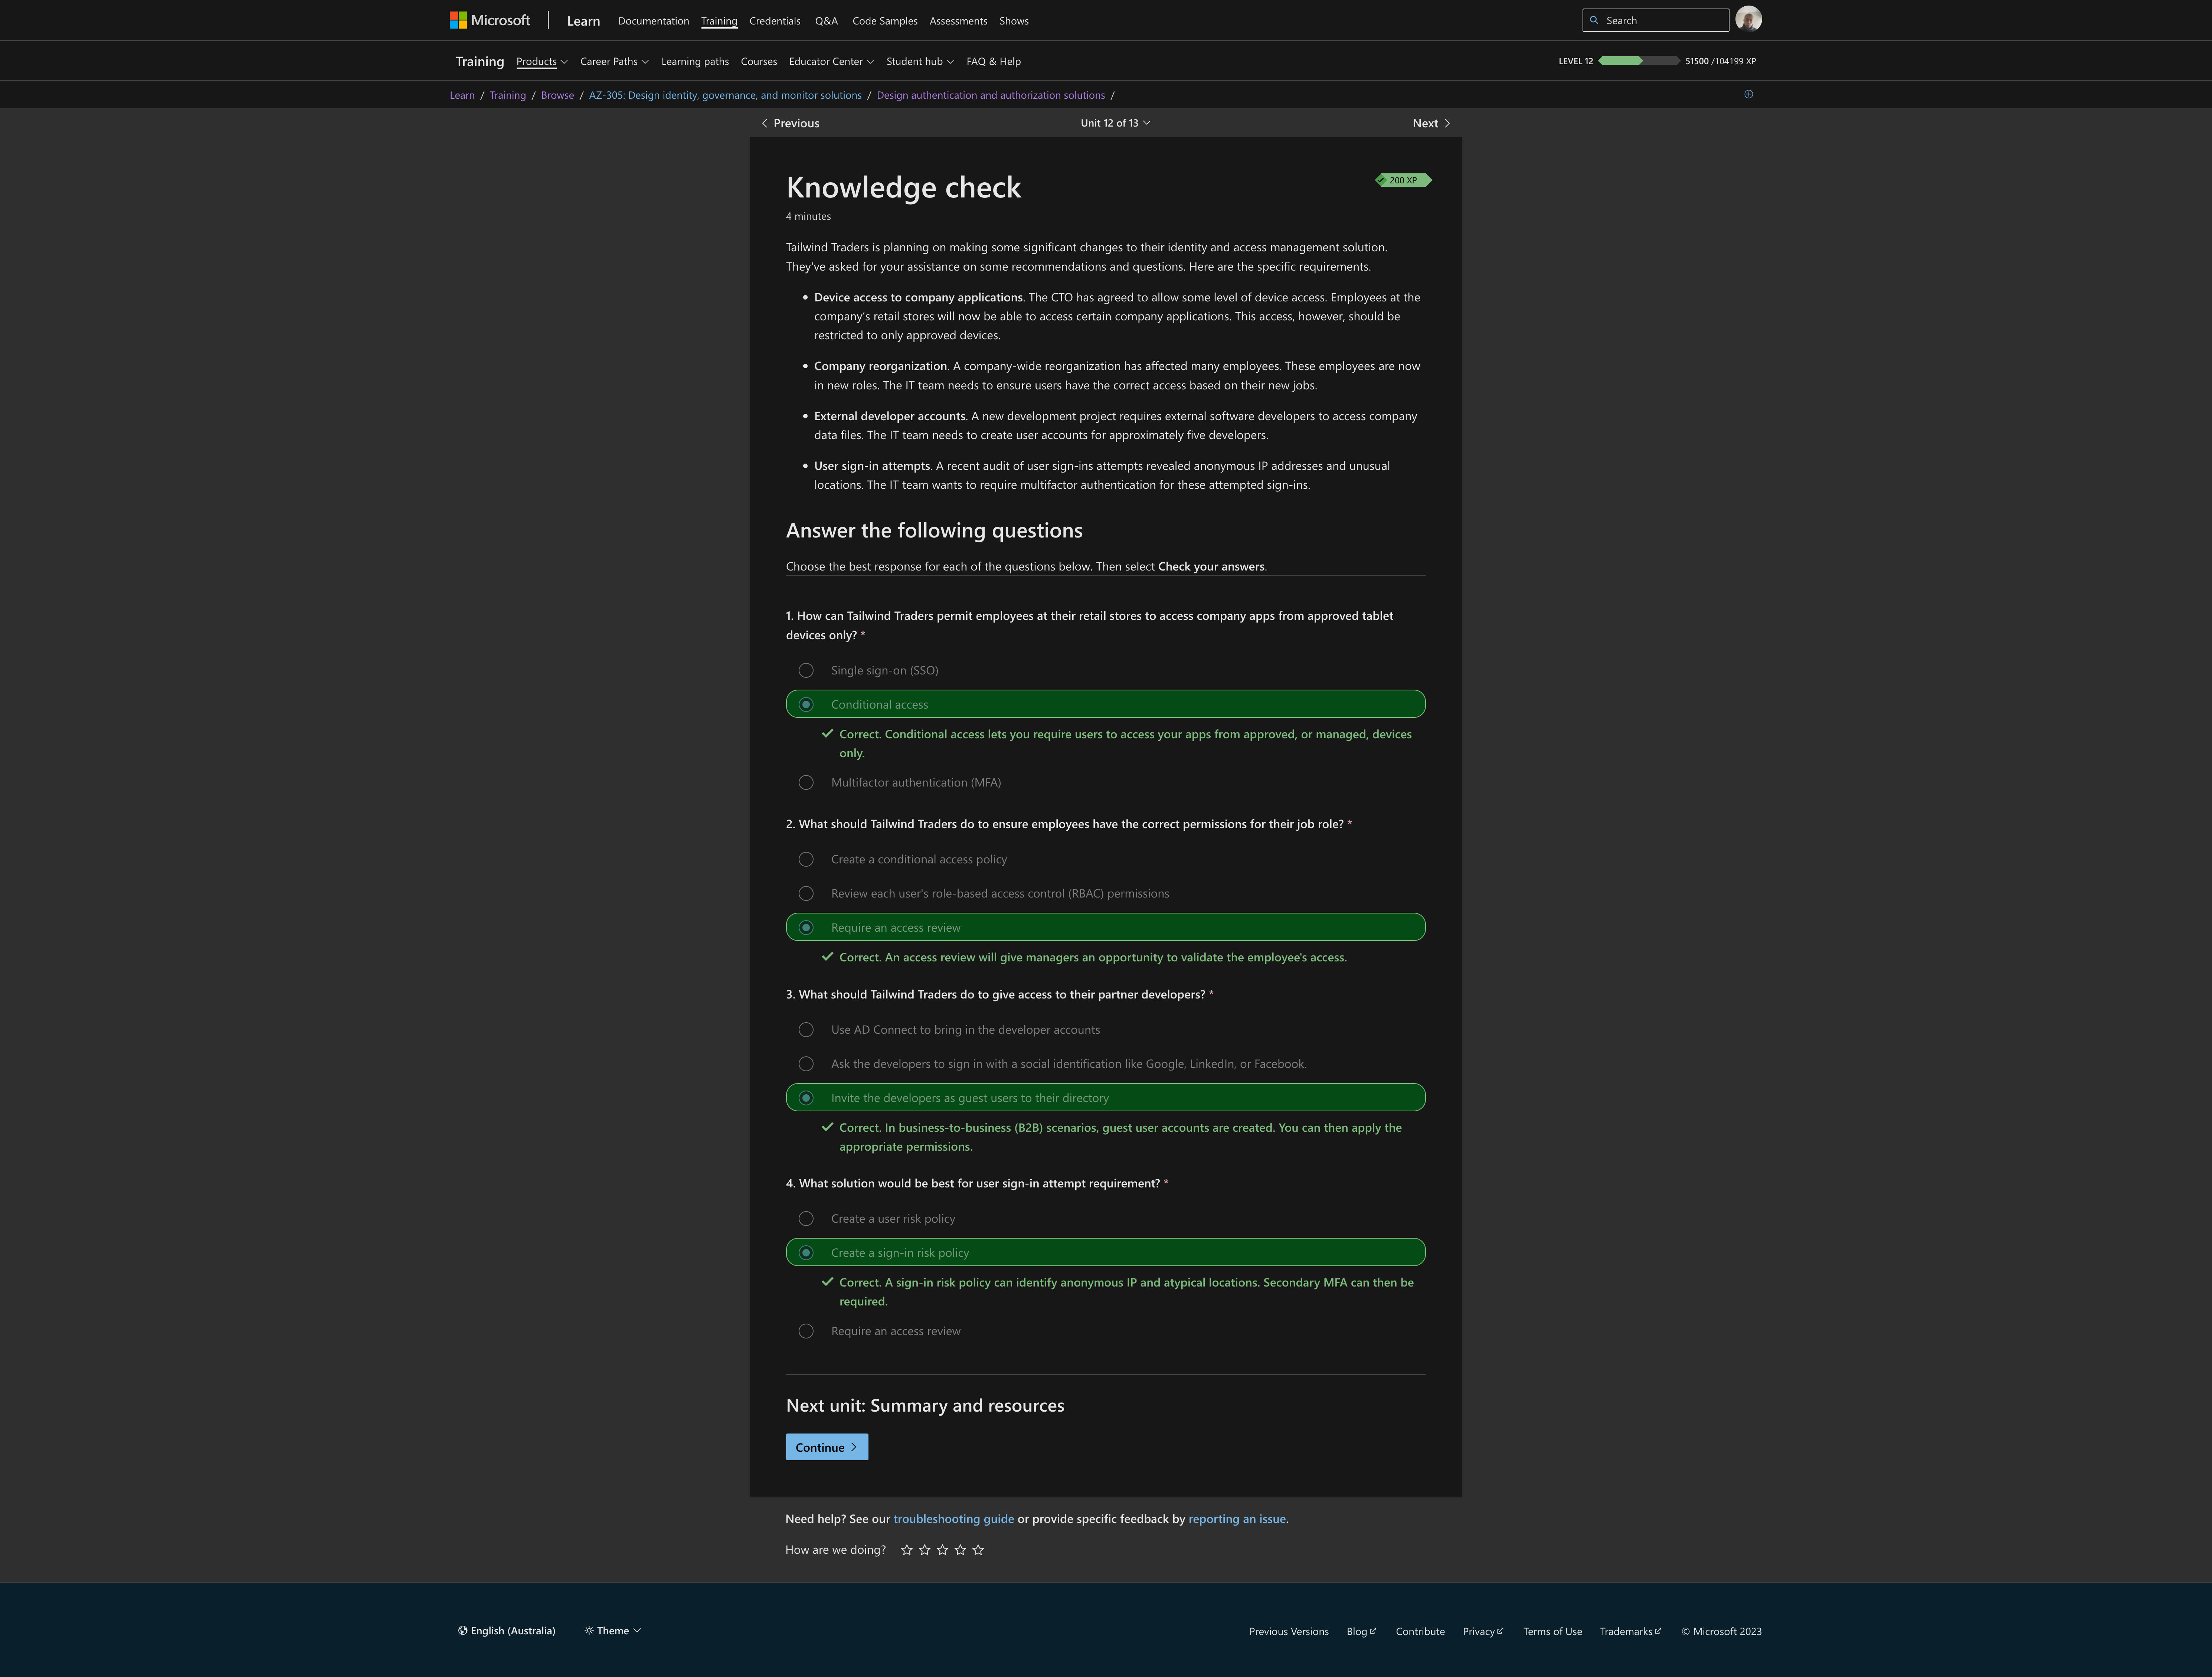 Microsoft Learn Documentation Training Credentials Q&A Code Samples Assessments Shows Search
Training Products Career Paths Learning paths Courses Educator Center Student hub FAQ & Help LEVEL 12 51500 /104199 XP
Learn / Training / Browse / AZ-305: Design identity, governance, and monitor solutions / Design authentication and authorization solutions /
Previous Unit 12 of 13 Next
Knowledge check
200 XP
4 minutes
Tailwind Traders is planning on making some significant changes to their identity and access management solution.
They've asked for your assistance on some recommendations and questions. Here are the specific requirements.
• Device access to company applications. The CTO has agreed to allow some level of device access. Employees at the
company's retail stores will now be able to access certain company applications. This access, however, should be
restricted to only approved devices.
• Company reorganization. A company-wide reorganization has affected many employees. These employees are now
in new roles. The IT team needs to ensure users have the correct access based on their new jobs.
• External developer accounts. A new development project requires external software developers to access company
data files. The IT team needs to create user accounts for approximately five developers.
• User sign-in attempts. A recent audit of user sign-ins attempts revealed anonymous IP addresses and unusual
locations. The IT team wants to require multifactor authentication for these attempted sign-ins.
Answer the following questions
Choose the best response for each of the questions below. Then select Check your answers.
1. How can Tailwind Traders permit employees at their retail stores to access company apps from approved tablet
devices only? *
Single sign-on (SSO)
Conditional access
Correct. Conditional access lets you require users to access your apps from approved, or managed, devices
only.
Multifactor authentication (MFA)
2. What should Tailwind Traders do to ensure employees have the correct permissions for their job role? *
Create a conditional access policy
Review each user's role-based access control (RBAC) permissions
Require an access review
Correct. An access review will give managers an opportunity to validate the employee's access.
3. What should Tailwind Traders do to give access to their partner developers? *
Use AD Connect to bring in the developer accounts
Ask the developers to sign in with a social identification like Google, LinkedIn, or Facebook.
Invite the developers as guest users to their directory
Correct. In business-to-business (B2B) scenarios, guest user accounts are created. You can then apply the
appropriate permissions.
4. What solution would be best for user sign-in attempt requirement? *
Create a user risk policy
Create a sign-in risk policy
Correct. A sign-in risk policy can identify anonymous IP and atypical locations. Secondary MFA can then be
required.
Require an access review
Next unit: Summary and resources
Continue
Need help? See our troubleshooting guide or provide specific feedback by reporting an issue.
How are we doing?
English (Australia) Theme Previous Versions Blog Contribute Privacy Terms of Use Trademarks © Microsoft 2023